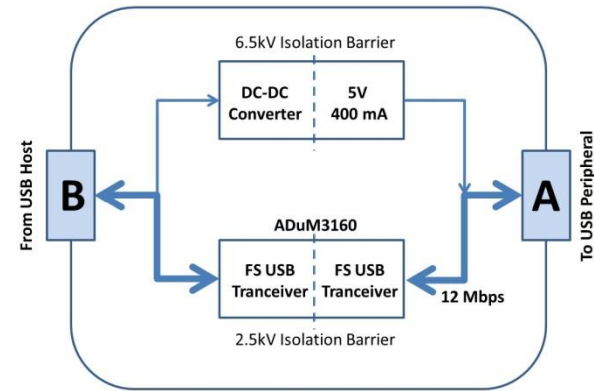 6.5kV Isolation Barrier
DC-DC
Converter
5V
400 mA
From USB Host
B
A
To USB Peripheral
ADuM3160
FS USB
Tranceiver
FS USB
Tranceiver
12 Mbps
2.5kV Isolation Barrier